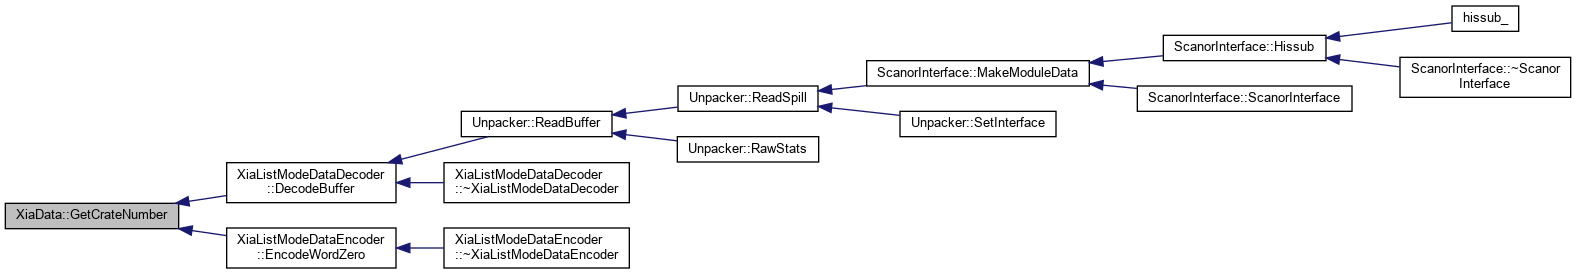 hissub_
ScanorInterface::Hissub
ScanorInterface::~Scanor
Interface
ScanorInterface::MakeModuleData
ScanorInterface::ScanorInterface
Unpacker::ReadSpill
Unpacker::SetInterface
Unpacker::ReadBuffer
Unpacker::RawStats
XiaListModeDataDecoder
::DecodeBuffer
XiaListModeDataDecoder
::~XiaListModeDataDecoder
XiaData::GetCrateNumber
XiaListModeDataEncoder
::EncodeWordZero
XiaListModeDataEncoder
::~XiaListModeDataEncoder